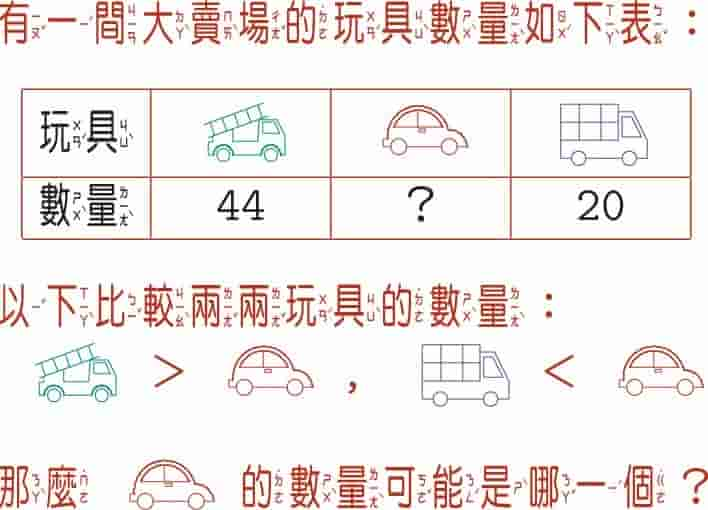 有一間大賣場的玩具數量如下表：
玩具
數量 44 ? 20
以下比較兩兩玩具的數量：
> , <
那麼 的數量可能是哪一個？